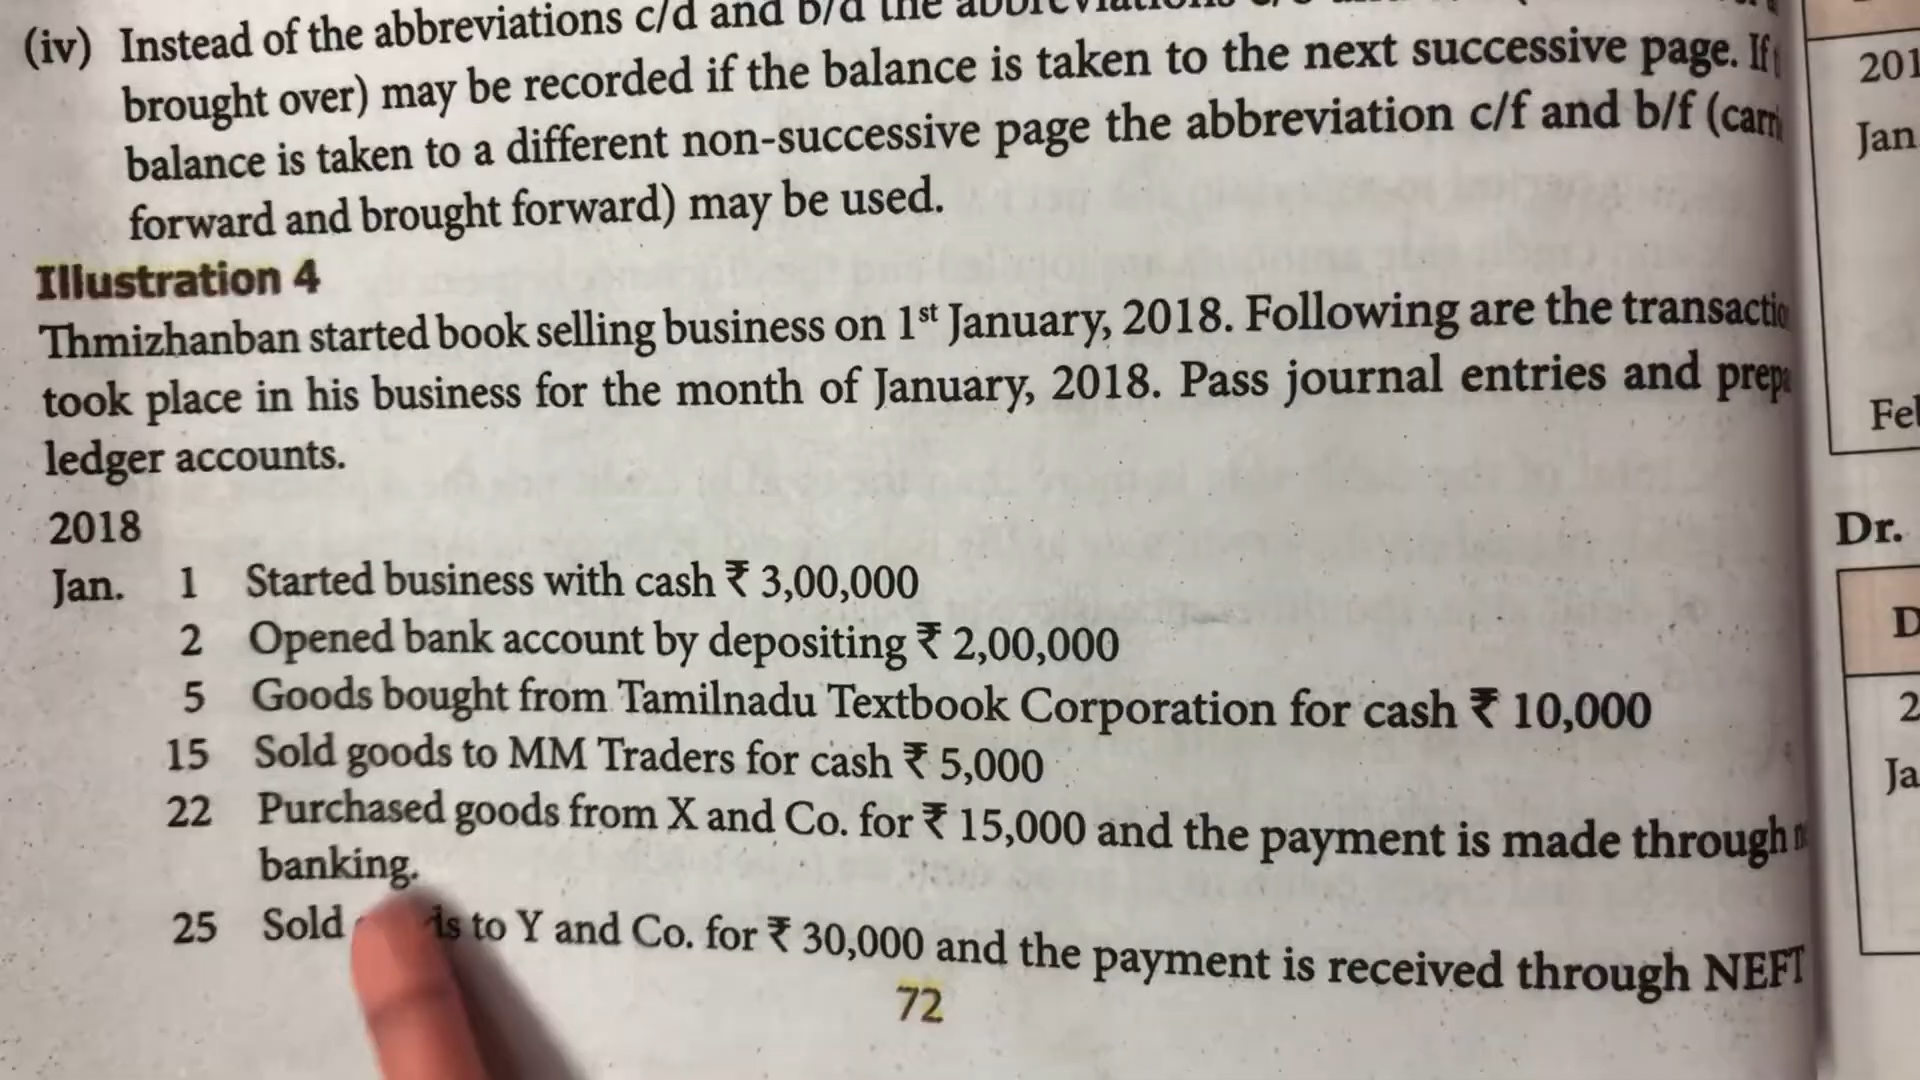 (iv) Instead of the abbreviations c/d and b/d the
brought over) may be recorded if the balance is taken to the next successive page. If
balance is taken to a different non-successive page the abbreviation c/f and b/f
forward and brought forward) may be used.
Illustration 4
Thmizhanban started book selling business on 1st January, 2018. Following are the
took place in his business for the month of January, 2018. Pass journal entries and
ledger accounts.
2018
Jan. 1 Started business with cash ₹ 3,00,000
2 Opened bank account by depositing ₹ 2,00,000
5 Goods bought from Tamilnadu Textbook Corporation for cash ₹ 10,000
15 Sold goods to MM Traders for cash ₹ 5,000
22 Purchased goods from X and Co. for ₹ 15,000 and the payment is made through
banking.
25 Sold to Y and Co. for ₹ 30,000 and the payment is received through NEFT
72
Jan
Dr.